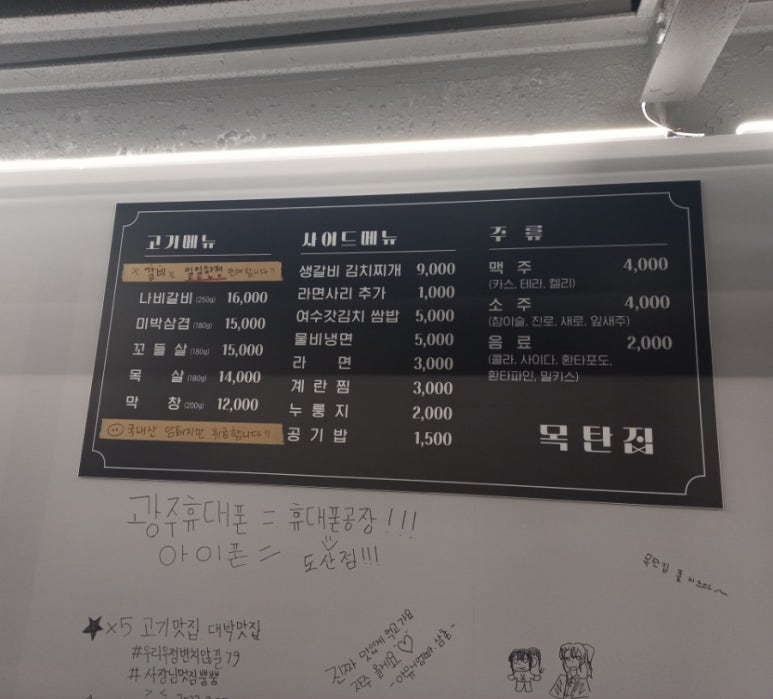 고기메뉴
× 갈비는 일일한정 판매합니다!!
나비갈비 (250g) 16,000
미박삼겹 (180g) 15,000
꼬들살 (180g) 15,000
목 살 (180g) 14,000
막 창 (200g) 12,000
국내산 암퇘지만 취급합니다!!
사이드메뉴
생갈비 김치찌개 9,000
라면사리 추가 1,000
여수갓김치 쌈밥 5,000
물비냉면 5,000
라 면 3,000
계 란 찜 3,000
누 룽 지 2,000
공 기 밥 1,500
주 류
맥 주 4,000
(카스, 테라, 켈리)
소 주 4,000
(참이슬, 진로, 새로, 잎새주)
음 료 2,000
(콜라, 사이다, 환타포도,
환타파인, 밀키스)
목탄집
광주휴대폰 = 휴대폰공장!!!
아이폰 = 도산점!!!
★×5 고기맛집 대박맛집
#우리우정변치않길 79
#사장님멋짐뿜뿜
진짜 맛있게 먹고가요
자주 올게요♡
목탄집